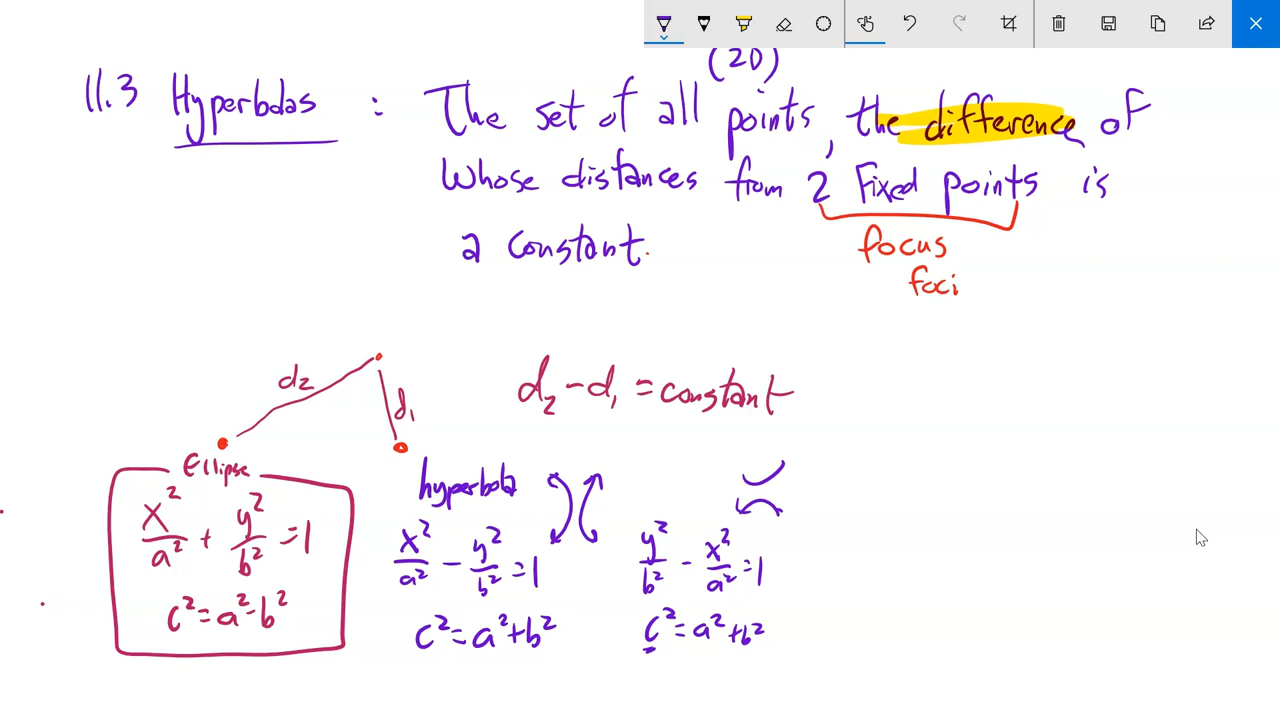 (20)
11.3 Hyperbolas : The set of all points, the difference of
whose distances from 2 Fixed points is
a constant.
focus
foci
d₂
d₁
d₂ - d₁ = constant
Ellipse
x²/a² + y²/b² = 1
c² = a² - b²
hyperbola
x²/a² - y²/b² = 1
c² = a² + b²
y²/b² - x²/a² = 1
c² = a² + b²